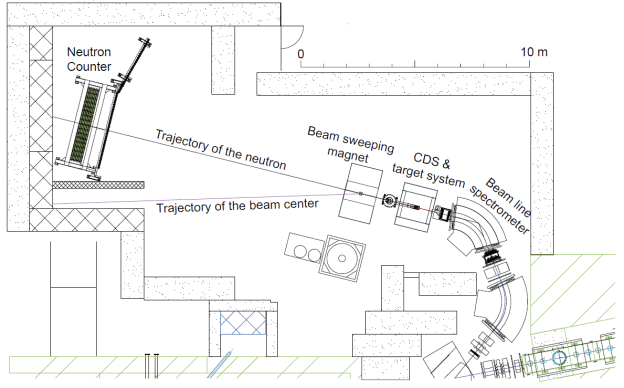 Neutron
Counter
0
10 m
Trajectory of the neutron
Beam sweeping
magnet
CDS &
target system
Beam line
spectrometer
Trajectory of the beam center